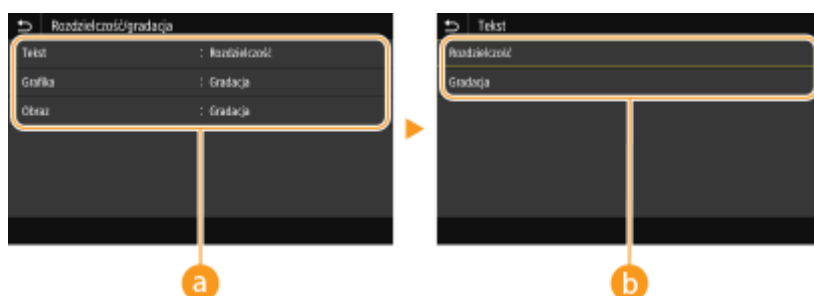 Rozdzielczość/gradacja
Tekst : Rozdzielczość
Grafika : Gradacja
Obraz : Gradacja
a
Tekst
Rozdzielczość
Gradacja
b